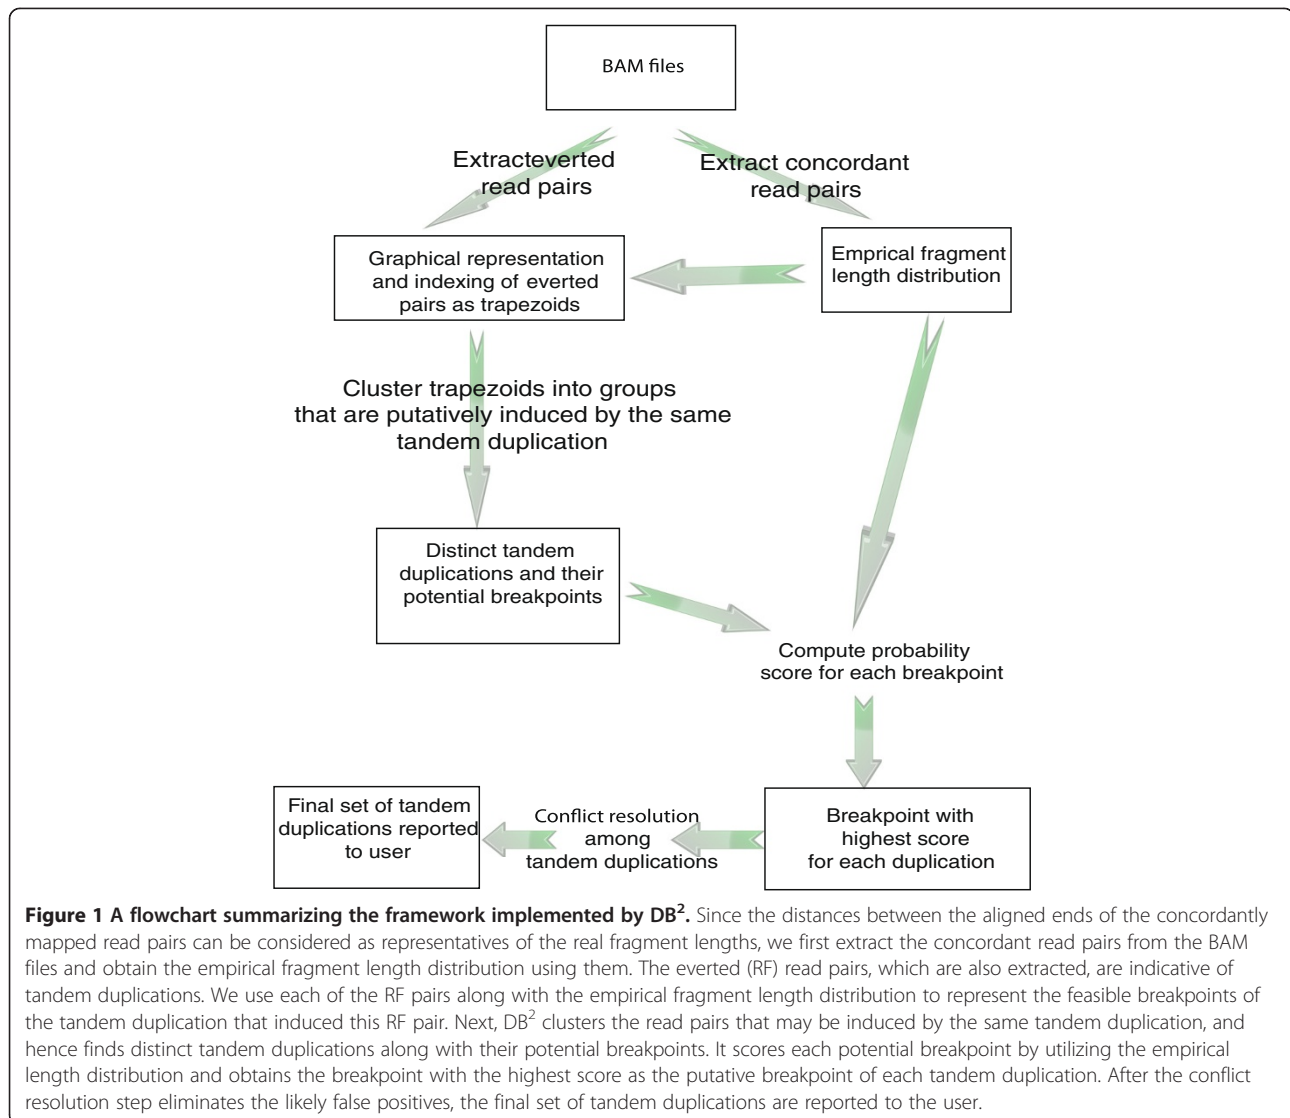 BAM files
Extracteverted
read pairs
Extract concordant
read pairs
Graphical representation
and indexing of everted
pairs as trapezoids
Emprical fragment
length distribution
Cluster trapezoids into groups
that are putatively induced by the same
tandem duplication
Distinct tandem
duplications and their
potential breakpoints
Compute probability
score for each breakpoint
Breakpoint with
highest score
for each duplication
Conflict resolution
among
tandem duplications
Final set of tandem
duplications reported
to user
Figure 1 A flowchart summarizing the framework implemented by DB². Since the distances between the aligned ends of the concordantly
mapped read pairs can be considered as representatives of the real fragment lengths, we first extract the concordant read pairs from the BAM
files and obtain the empirical fragment length distribution using them. The everted (RF) read pairs, which are also extracted, are indicative of
tandem duplications. We use each of the RF pairs along with the empirical fragment length distribution to represent the feasible breakpoints of
the tandem duplication that induced this RF pair. Next, DB² clusters the read pairs that may be induced by the same tandem duplication, and
hence finds distinct tandem duplications along with their potential breakpoints. It scores each potential breakpoint by utilizing the empirical
length distribution and obtains the breakpoint with the highest score as the putative breakpoint of each tandem duplication. After the conflict
resolution step eliminates the likely false positives, the final set of tandem duplications are reported to the user.